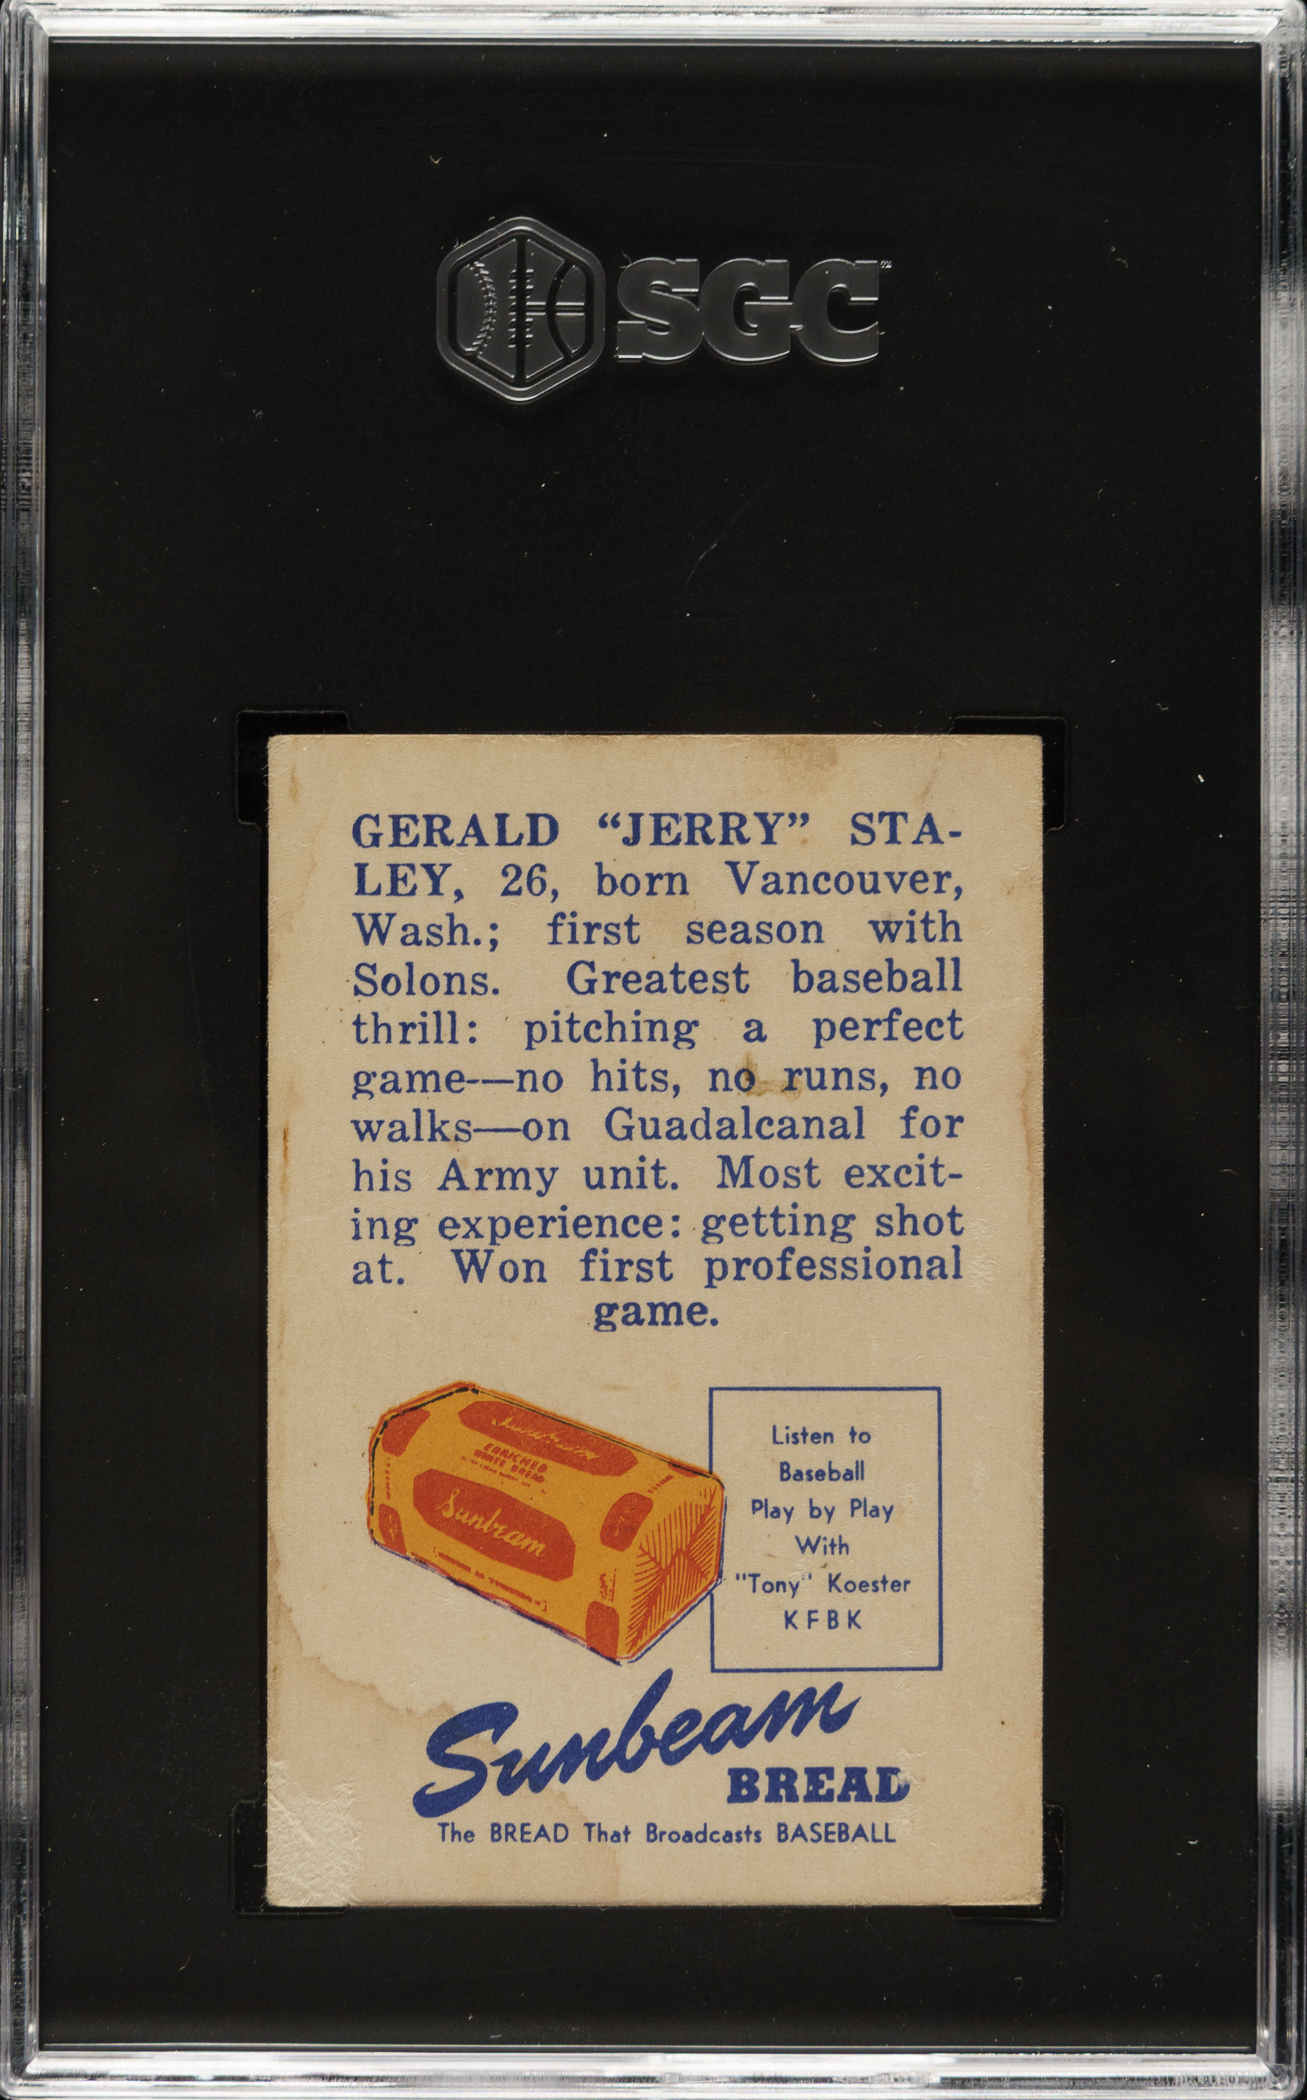 SGC
GERALD “JERRY” STA-
LEY, 26, born Vancouver,
Wash.; first season with
Solons. Greatest baseball
thrill: pitching a perfect
game-—no hits, no runs, no
walks—on Guadalcanal for
his Army unit. Most excit-
ing experience: getting shot
at. Won first professional
game.
Sunbeam
ENRICHED
WHITE BREAD
Sunbeam
Listen to
Baseball
Play by Play
With
"Tony" Koester
KFBK
Sunbeam
BREAD
The BREAD That Broadcasts BASEBALL